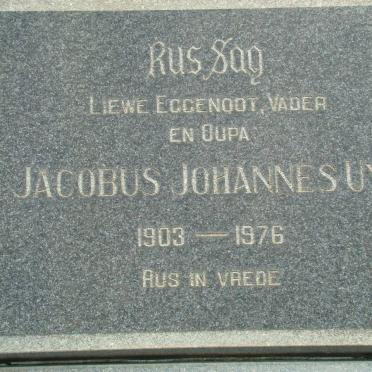 Rus Sag
LIEWE EGGENOOT, VADER
EN OUPA
JACOBUS JOHANNES
1903 — 1976
RUS IN VREDE